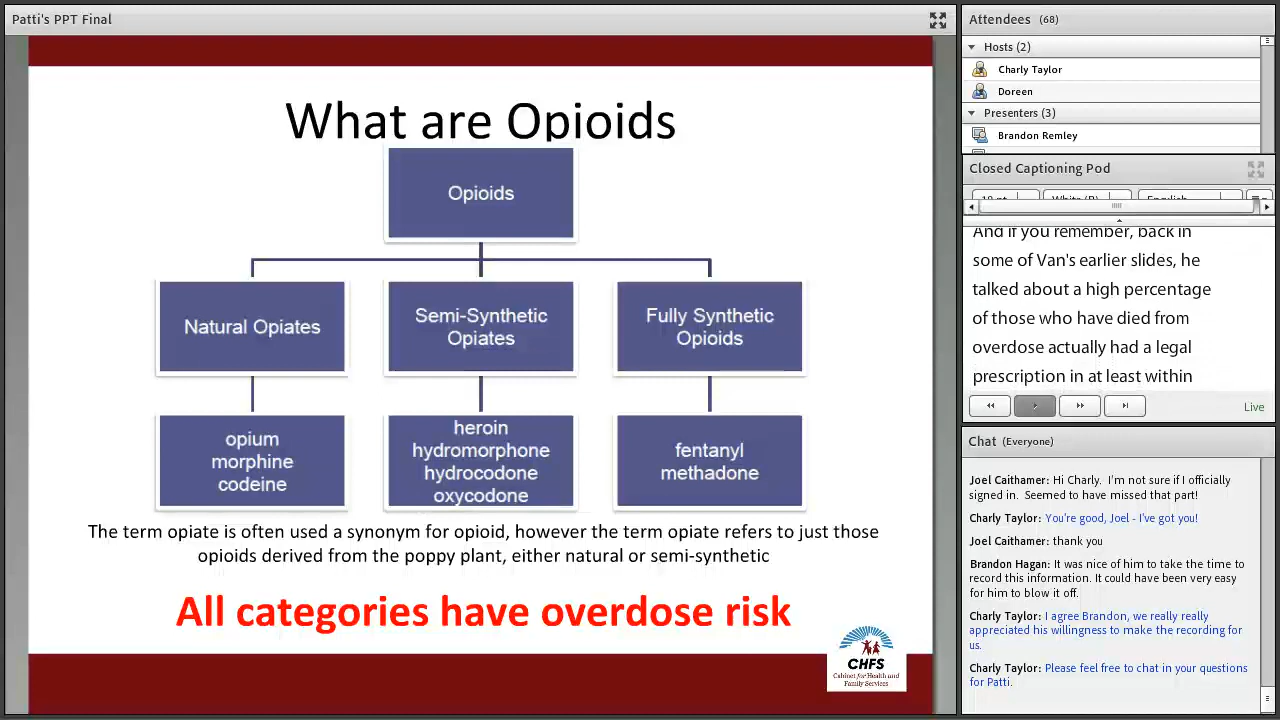 Patti's PPT Final
What are Opioids
Opioids
Natural Opiates
Semi-Synthetic
Opiates
Fully Synthetic
Opioids
opium
morphine
codeine
heroin
hydromorphone
hydrocodone
oxycodone
fentanyl
methadone
The term opiate is often used a synonym for opioid, however the term opiate refers to just those
opioids derived from the poppy plant, either natural or semi-synthetic
All categories have overdose risk
CHFS
Cabinet for Health and
Family Services
Attendees (68)
Hosts (2)
Charly Taylor
Doreen
Presenters (3)
Brandon Remley
Closed Captioning Pod
And if you remember, back in
some of Van's earlier slides, he
talked about a high percentage
of those who have died from
overdose actually had a legal
prescription in at least within
Live
Chat (Everyone)
Joel Caithamer: Hi Charly. I'm not sure if I officially
signed in. Seemed to have missed that part!
Charly Taylor: You're good, Joel - I've got you!
Joel Caithamer: thank you
Brandon Hagan: It was nice of him to take the time to
record this information. It could have been very easy
for him to blow it off.
Charly Taylor: I agree Brandon, we really really
appreciated his willingness to make the recording for
us.
Charly Taylor: Please feel free to chat in your questions
for Patti.